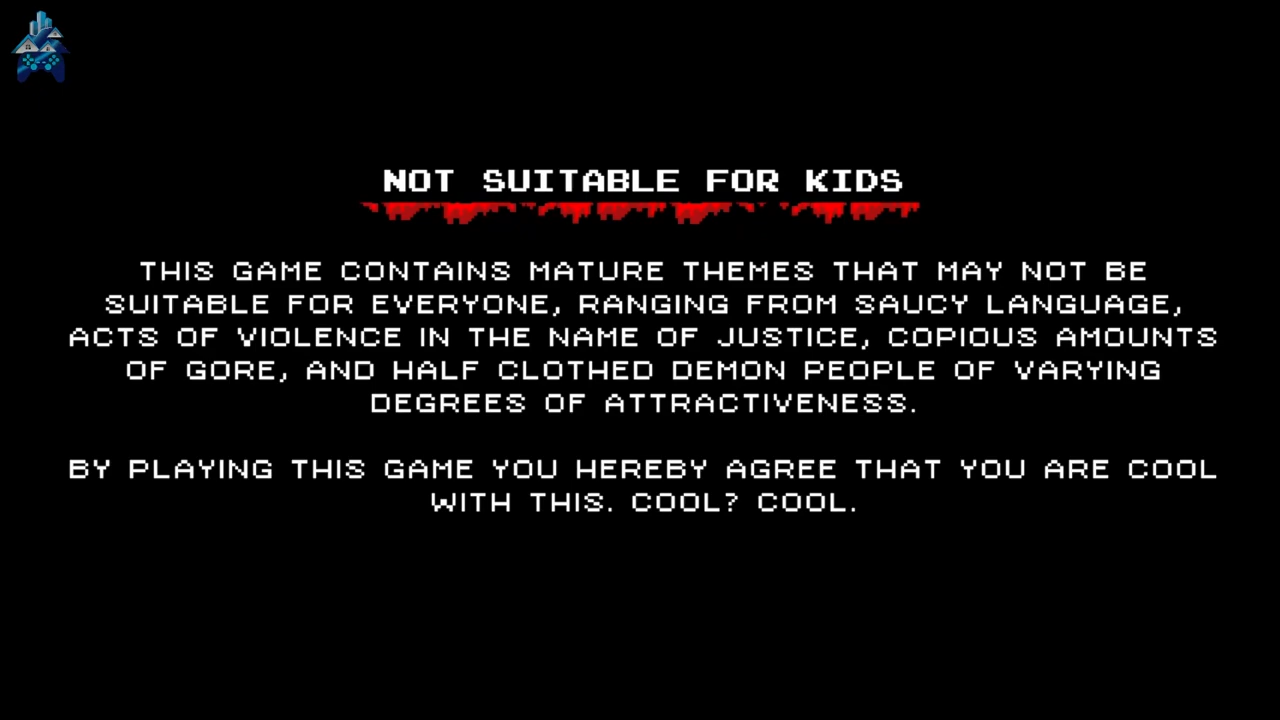 NOT SUITABLE FOR KIDS
THIS GAME CONTAINS MATURE THEMES THAT MAY NOT BE
SUITABLE FOR EVERYONE, RANGING FROM SAUCY LANGUAGE,
ACTS OF VIOLENCE IN THE NAME OF JUSTICE, COPIOUS AMOUNTS
OF GORE, AND HALF CLOTHED DEMON PEOPLE OF VARYING
DEGREES OF ATTRACTIVENESS.
BY PLAYING THIS GAME YOU HEREBY AGREE THAT YOU ARE COOL
WITH THIS. COOL? COOL.